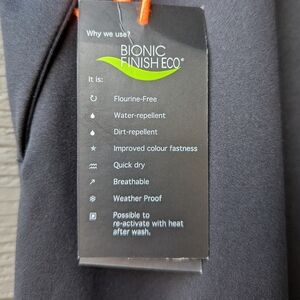 Why we use?
BIONIC
FINISH ECO®
It is:
Flourine-Free
Water-repellent
Dirt-repellent
Improved colour fastness
Quick dry
Breathable
Weather Proof
Possible to
re-activate with heat
after wash.